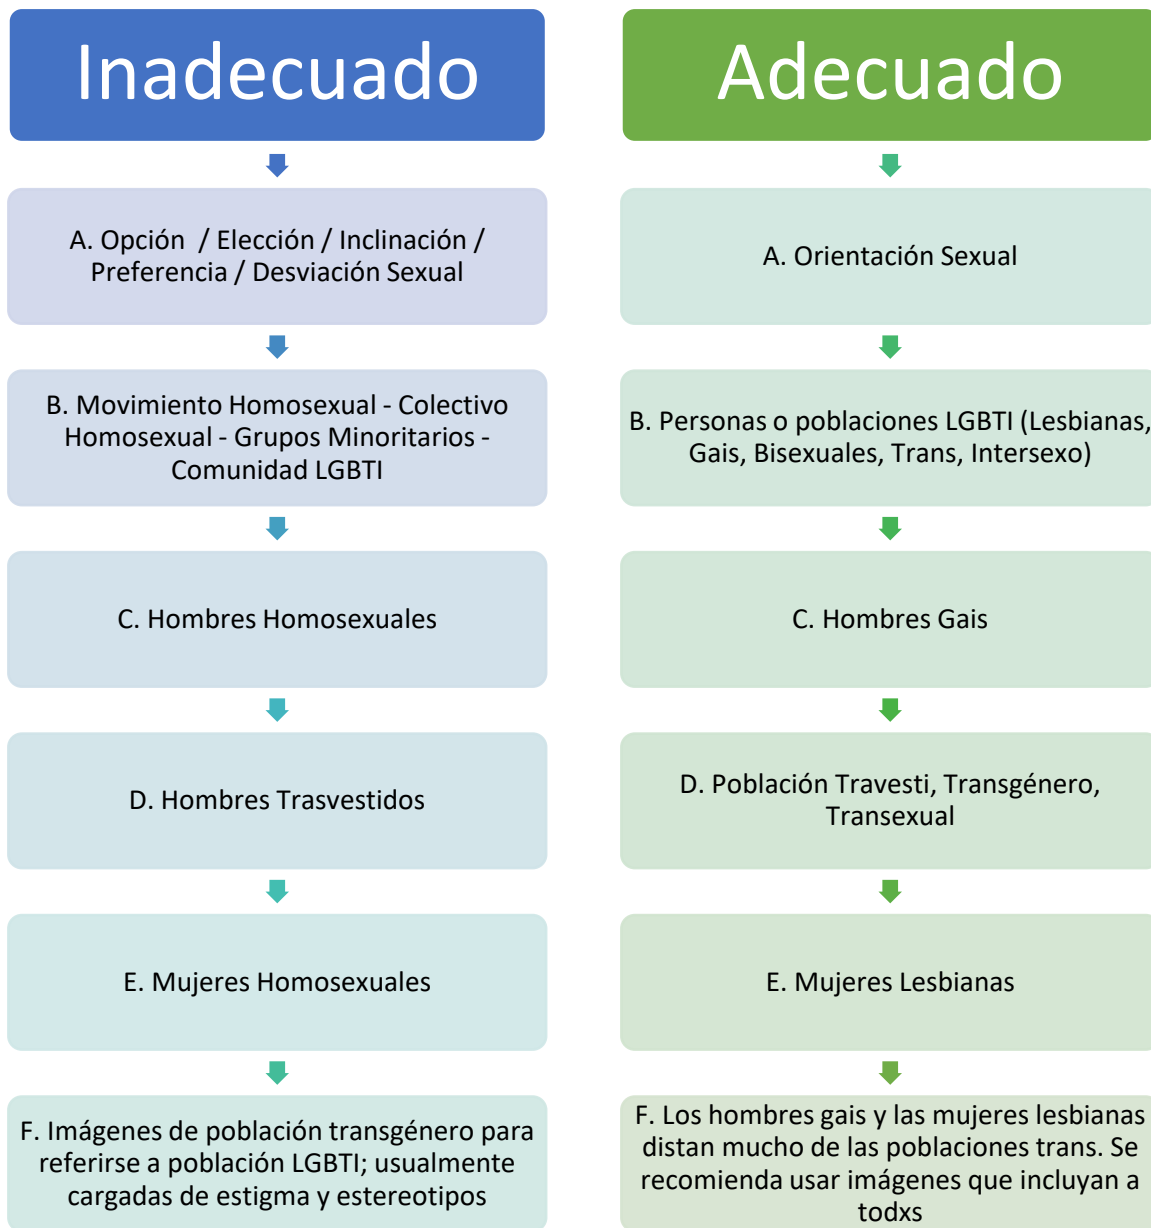 Inadecuado
A. Opción / Elección / Inclinación /
Preferencia / Desviación Sexual
B. Movimiento Homosexual - Colectivo
Homosexual - Grupos Minoritarios -
Comunidad LGBTI
C. Hombres Homosexuales
D. Hombres Trasvestidos
E. Mujeres Homosexuales
F. Imágenes de población transgénero para
referirse a población LGBTI; usualmente
cargadas de estigma y estereotipos
Adecuado
A. Orientación Sexual
B. Personas o poblaciones LGBTI (Lesbianas,
Gais, Bisexuales, Trans, Intersexo)
C. Hombres Gais
D. Población Travesti, Transgénero,
Transexual
E. Mujeres Lesbianas
F. Los hombres gais y las mujeres lesbianas
distan mucho de las poblaciones trans. Se
recomienda usar imágenes que incluyan a
todxs